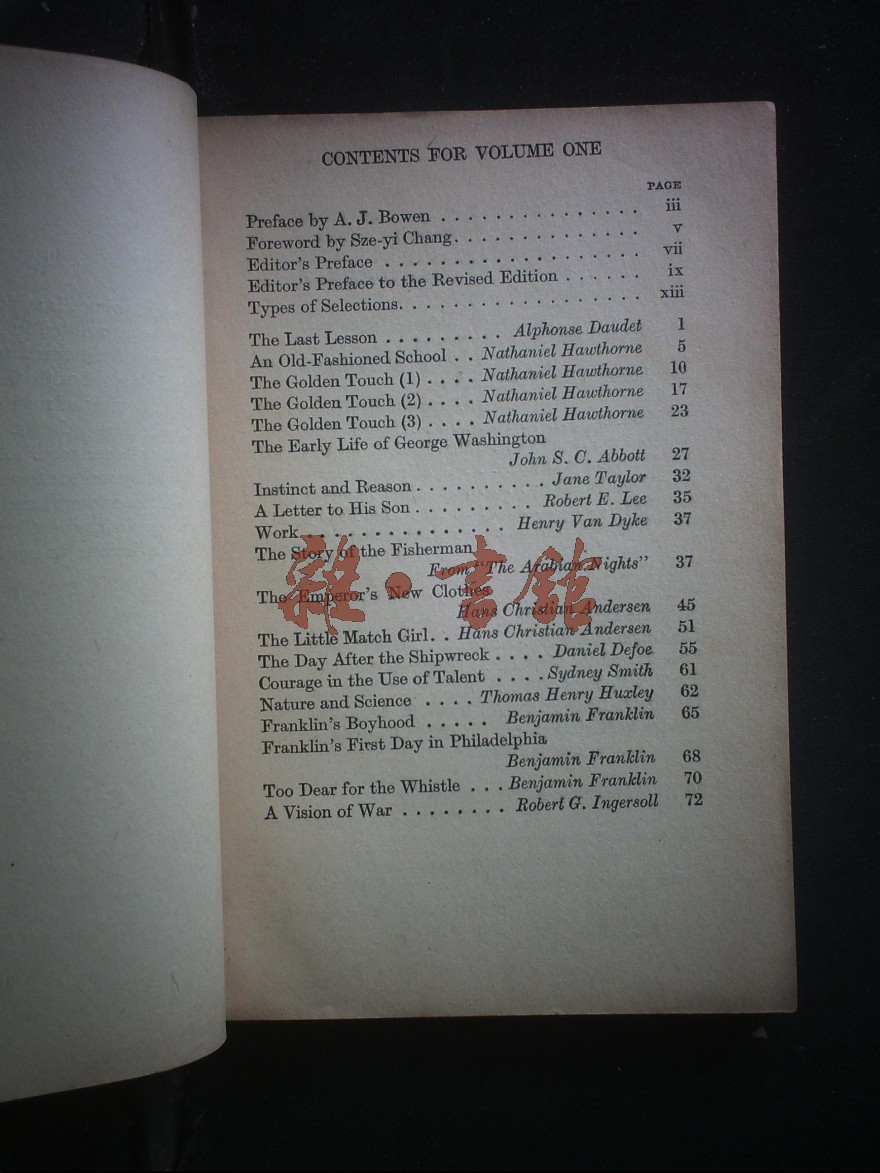 CONTENTS FOR VOLUME ONE
PAGE
Preface by A. J. Bowen . . . . . . . . . . . . . . . iii
Foreword by Sze-yi Chang. . . . . . . . . . . . . . v
Editor's Preface . . . . . . . . . . . . . . . . . . . vii
Editor's Preface to the Revised Edition . . . . . . ix
Types of Selections. . . . . . . . . . . . . . . . . . xiii
The Last Lesson . . . . . . . . . Alphonse Daudet 1
An Old-Fashioned School . . Nathaniel Hawthorne 5
The Golden Touch (1) . . . . Nathaniel Hawthorne 10
The Golden Touch (2) . . . . Nathaniel Hawthorne 17
The Golden Touch (3) . . . . Nathaniel Hawthorne 23
The Early Life of George Washington
John S. C. Abbott 27
Instinct and Reason . . . . . . . . . . Jane Taylor 32
A Letter to His Son . . . . . . . . . Robert E. Lee 35
Work . . . . . . . . . . . . . . . Henry Van Dyke 37
The Story of the Fisherman
From "The Arabian Nights" 37
The Emperor's New Clothes
Hans Christian Andersen 45
The Little Match Girl. . Hans Christian Andersen 51
The Day After the Shipwreck . . . . Daniel Defoe 55
Courage in the Use of Talent . . . . Sydney Smith 61
Nature and Science . . . . Thomas Henry Huxley 62
Franklin's Boyhood . . . . . Benjamin Franklin 65
Franklin's First Day in Philadelphia
Benjamin Franklin 68
Too Dear for the Whistle . . . Benjamin Franklin 70
A Vision of War . . . . . . . . Robert G. Ingersoll 72
雜·書館